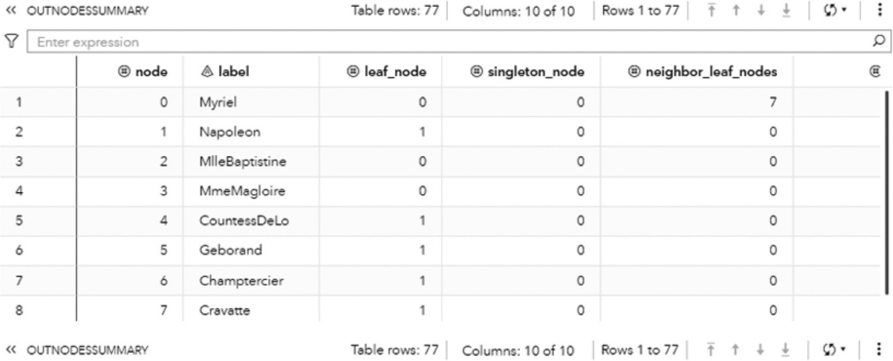 OUTNODESSUMMARY Table rows: 77 Columns: 10 of 10 Rows 1 to 77
Enter expression
node label leaf_node singleton_node neighbor_leaf_nodes
1 0 Myriel 0 0 7
2 1 Napoleon 1 0 0
3 2 MlleBaptistine 0 0 0
4 3 MmeMagloire 0 0 0
5 4 CountessDeLo 1 0 0
6 5 Geborand 1 0 0
7 6 Champtercier 1 0 0
8 7 Cravatte 1 0 0
OUTNODESSUMMARY Table rows: 77 Columns: 10 of 10 Rows 1 to 77